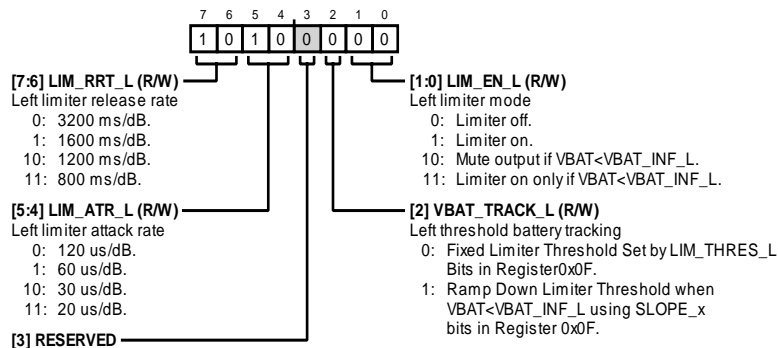 7 6 5 4 3 2 1 0
1 0 1 0 0 0 0 0
[7:6] LIM_RRT_L (R/W)
Left limiter release rate
0: 3200 ms/dB.
1: 1600 ms/dB.
10: 1200 ms/dB.
11: 800 ms/dB.
[5:4] LIM_ATR_L (R/W)
Left limiter attack rate
0: 120 us/dB.
1: 60 us/dB.
10: 30 us/dB.
11: 20 us/dB.
[3] RESERVED
[1:0] LIM_EN_L (R/W)
Left limiter mode
0: Limiter off.
1: Limiter on.
10: Mute output if VBAT<VBAT_INF_L.
11: Limiter on only if VBAT<VBAT_INF_L.
[2] VBAT_TRACK_L (R/W)
Left threshold battery tracking
0: Fixed Limiter Threshold Set by LIM_THRES_L
Bits in Register0x0F.
1: Ramp Down Limiter Threshold when
VBAT<VBAT_INF_L using SLOPE_x
bits in Register 0x0F.